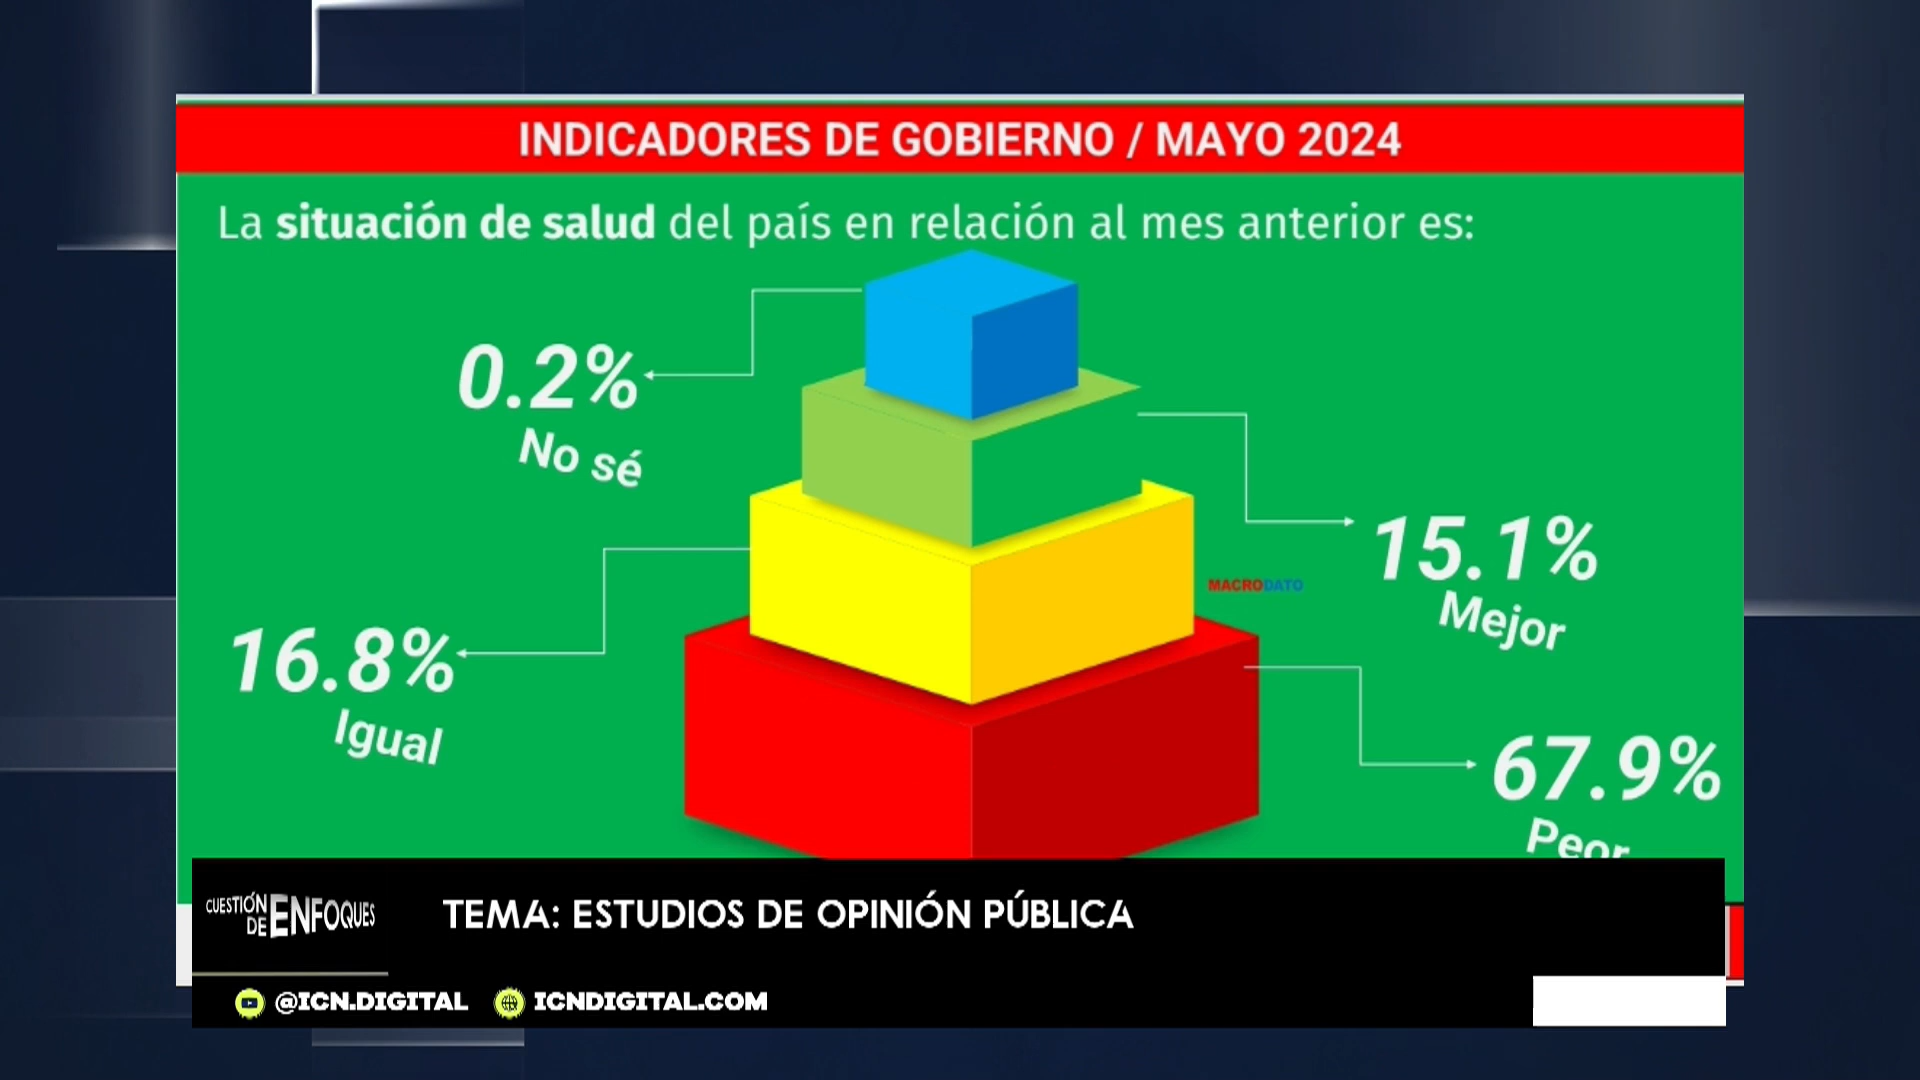 INDICADORES DE GOBIERNO / MAYO 2024
La situación de salud del país en relación al mes anterior es:
0.2%
No sé
15.1%
Mejor
MACRODATO
16.8%
Igual
67.9%
Peor
CUESTIÓN
DE ENFOQUES
TEMA: ESTUDIOS DE OPINIÓN PÚBLICA
@ICN.DIGITAL
ICNDIGITAL.COM